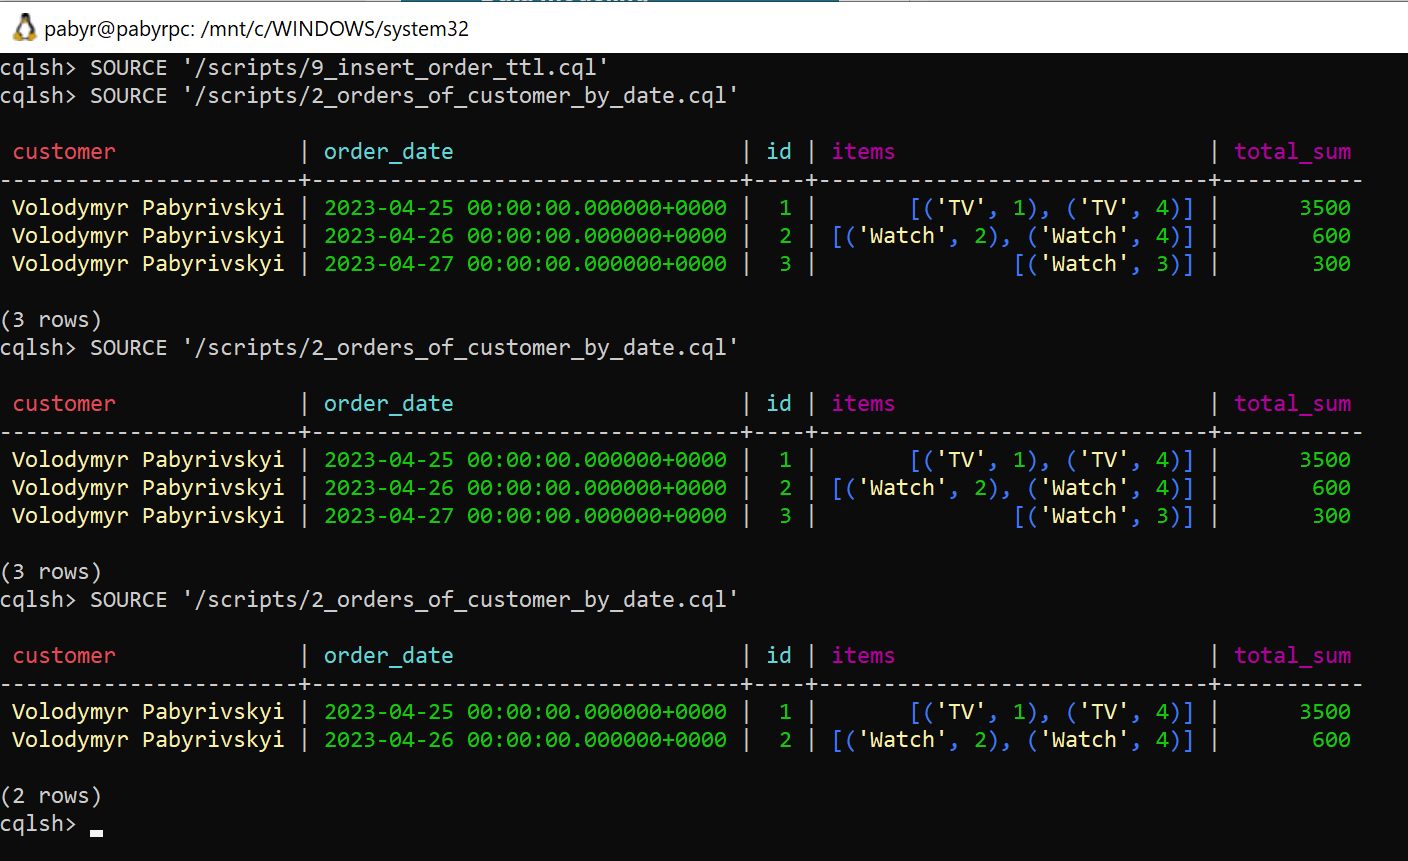 pabyr@pabyrpc: /mnt/c/WINDOWS/system32
cqlsh> SOURCE '/scripts/9_insert_order_ttl.cql'
cqlsh> SOURCE '/scripts/2_orders_of_customer_by_date.cql'
 customer              | order_date                      | id | items                        | total_sum
-----------------------+---------------------------------+----+------------------------------+-----------
 Volodymyr Pabyrivskyi | 2023-04-25 00:00:00.000000+0000 |  1 |       [('TV', 1), ('TV', 4)] |      3500
 Volodymyr Pabyrivskyi | 2023-04-26 00:00:00.000000+0000 |  2 | [('Watch', 2), ('Watch', 4)] |       600
 Volodymyr Pabyrivskyi | 2023-04-27 00:00:00.000000+0000 |  3 |               [('Watch', 3)] |       300
(3 rows)
cqlsh> SOURCE '/scripts/2_orders_of_customer_by_date.cql'
 customer              | order_date                      | id | items                        | total_sum
-----------------------+---------------------------------+----+------------------------------+-----------
 Volodymyr Pabyrivskyi | 2023-04-25 00:00:00.000000+0000 |  1 |       [('TV', 1), ('TV', 4)] |      3500
 Volodymyr Pabyrivskyi | 2023-04-26 00:00:00.000000+0000 |  2 | [('Watch', 2), ('Watch', 4)] |       600
 Volodymyr Pabyrivskyi | 2023-04-27 00:00:00.000000+0000 |  3 |               [('Watch', 3)] |       300
(3 rows)
cqlsh> SOURCE '/scripts/2_orders_of_customer_by_date.cql'
 customer              | order_date                      | id | items                        | total_sum
-----------------------+---------------------------------+----+------------------------------+-----------
 Volodymyr Pabyrivskyi | 2023-04-25 00:00:00.000000+0000 |  1 |       [('TV', 1), ('TV', 4)] |      3500
 Volodymyr Pabyrivskyi | 2023-04-26 00:00:00.000000+0000 |  2 | [('Watch', 2), ('Watch', 4)] |       600
(2 rows)
cqlsh>